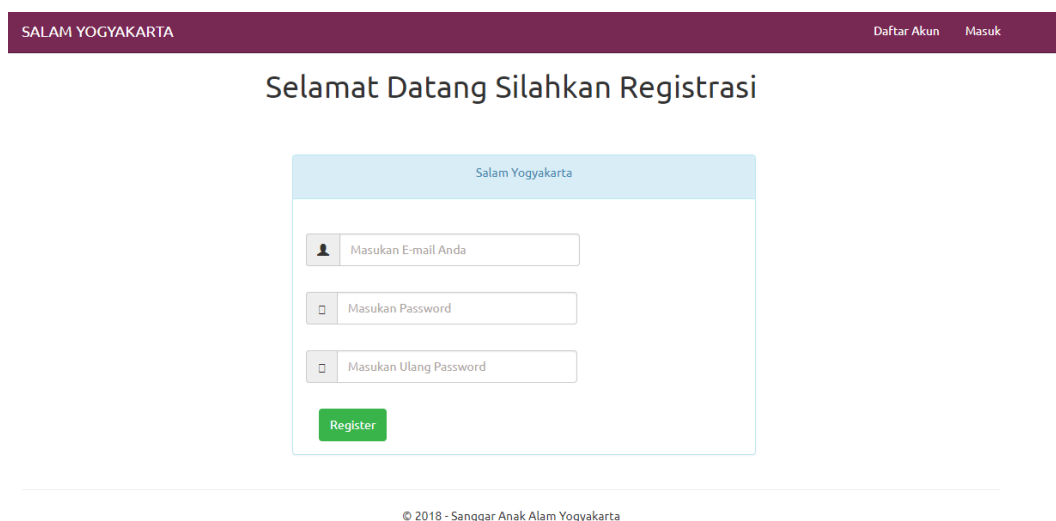 SALAM YOGYAKARTA
Daftar Akun Masuk
Selamat Datang Silahkan Registrasi
Salam Yogyakarta
Masukan E-mail Anda
Masukan Password
Masukan Ulang Password
Register
© 2018 - Sanggar Anak Alam Yogyakarta